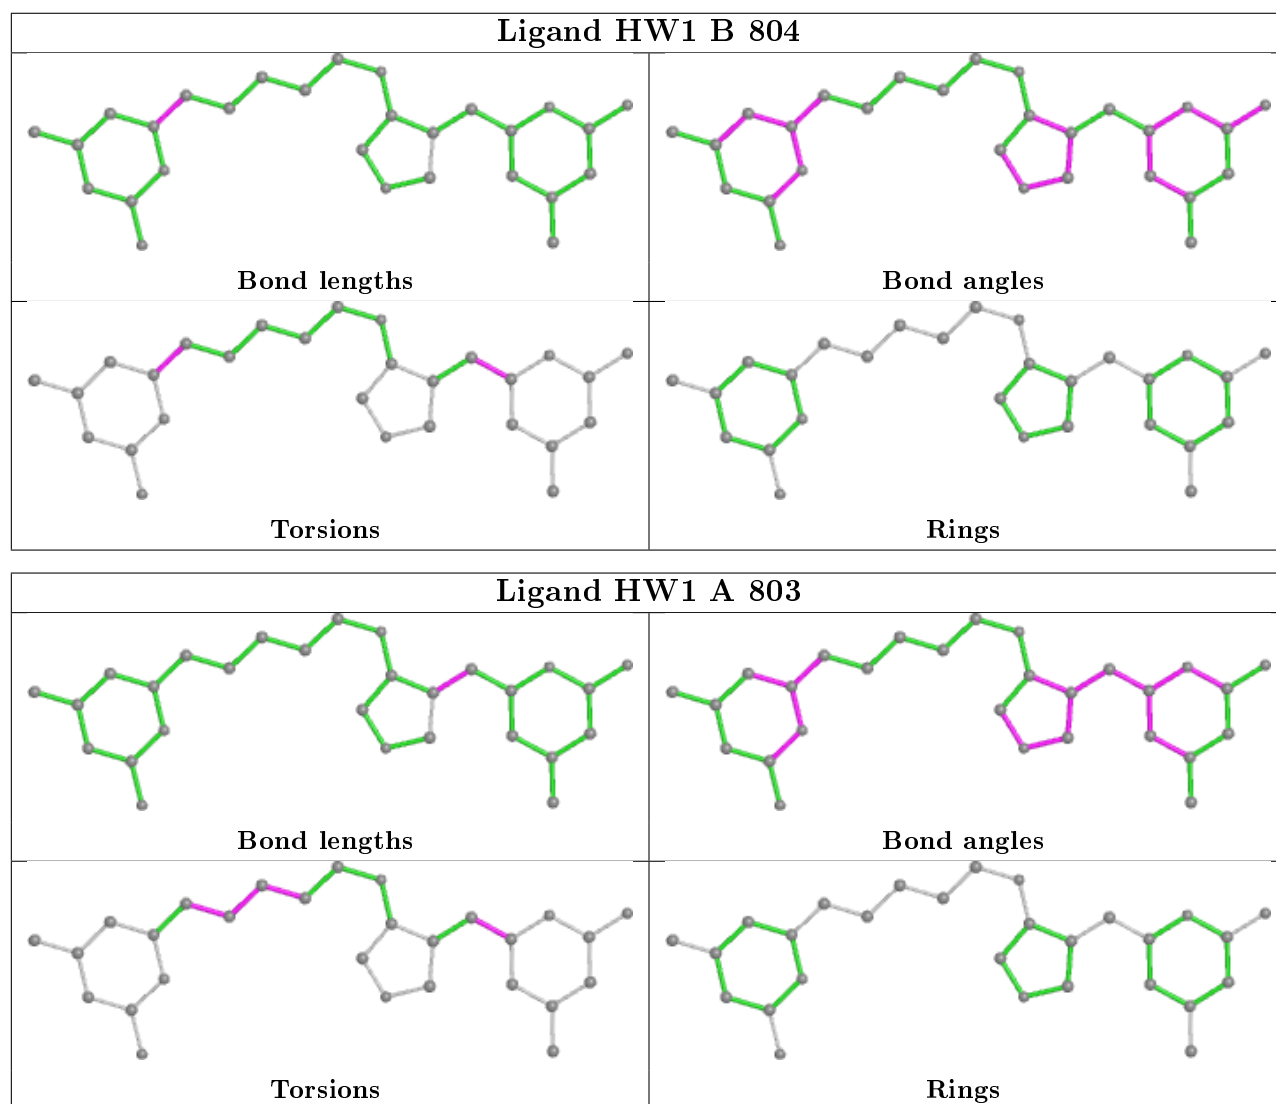 Ligand HW1 B 804
Bond lengths
Bond angles
Torsions
Rings
Ligand HW1 A 803
Bond lengths
Bond angles
Torsions
Rings